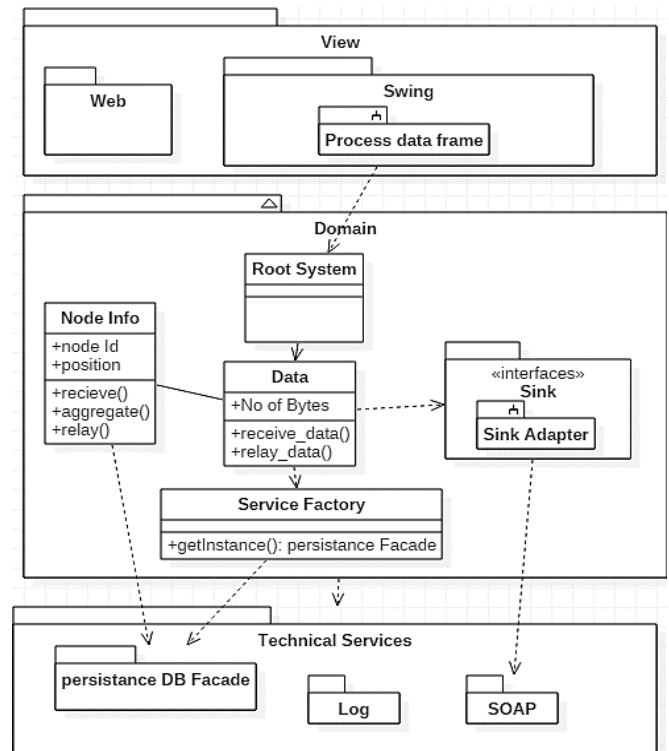 View
Web
Swing
Process data frame
Domain
Root System
Node Info
+node Id
+position
+recieve()
+aggregate()
+relay()
Data
+No of Bytes
+receive_data()
+relay_data()
«interfaces»
Sink
Sink Adapter
Service Factory
+getInstance(): persistance Facade
Technical Services
persistance DB Facade
Log
SOAP